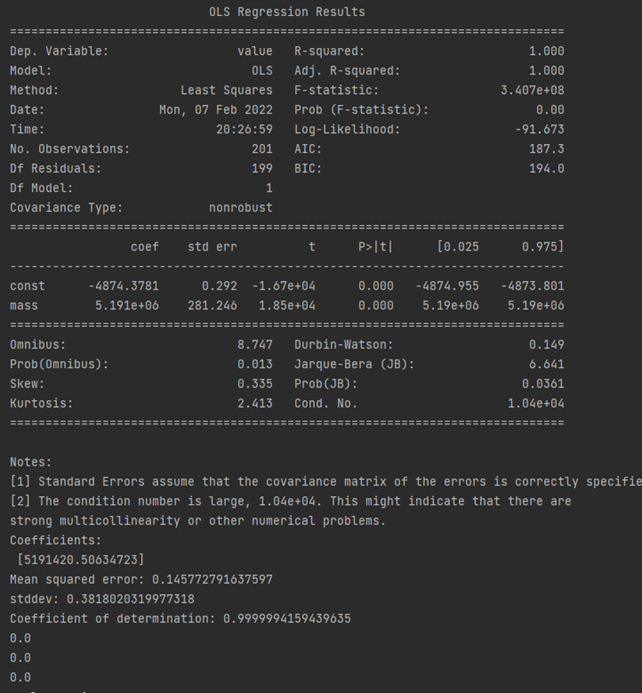 OLS Regression Results
==============================================================================
Dep. Variable:                  value   R-squared:                       1.000
Model:                            OLS   Adj. R-squared:                  1.000
Method:                 Least Squares   F-statistic:                 3.407e+08
Date:                Mon, 07 Feb 2022   Prob (F-statistic):               0.00
Time:                        20:26:59   Log-Likelihood:                -91.673
No. Observations:                 201   AIC:                             187.3
Df Residuals:                     199   BIC:                             194.0
Df Model:                           1
Covariance Type:            nonrobust
==============================================================================
                 coef    std err          t      P>|t|      [0.025      0.975]
------------------------------------------------------------------------------
const      -4874.3781      0.292  -1.67e+04      0.000   -4874.955   -4873.801
mass        5.191e+06    281.246   1.85e+04      0.000    5.19e+06    5.19e+06
==============================================================================
Omnibus:                        8.747   Durbin-Watson:                   0.149
Prob(Omnibus):                  0.013   Jarque-Bera (JB):                6.641
Skew:                           0.335   Prob(JB):                       0.0361
Kurtosis:                       2.413   Cond. No.                     1.04e+04
==============================================================================
Notes:
[1] Standard Errors assume that the covariance matrix of the errors is correctly specifie
[2] The condition number is large, 1.04e+04. This might indicate that there are
strong multicollinearity or other numerical problems.
Coefficients:
 [5191420.50634723]
Mean squared error: 0.145772791637597
stddev: 0.3818020319977318
Coefficient of determination: 0.9999994159439635
0.0
0.0
0.0